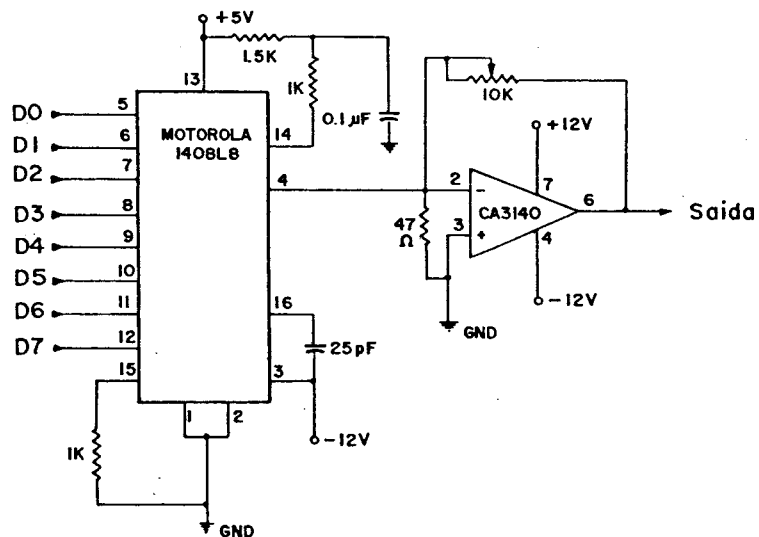 +5V
1.5K
13
1K
0.1µF
10K
D0
5
D1
6
MOTOROLA
1408L8
14
+12V
D2
7
4
2
-
7
D3
8
CA3140
6
Saida
47
Ω
3
+
4
D4
9
D5
10
-12V
D6
11
16
GND
D7
12
25pF
15
3
1
2
-12V
1K
GND